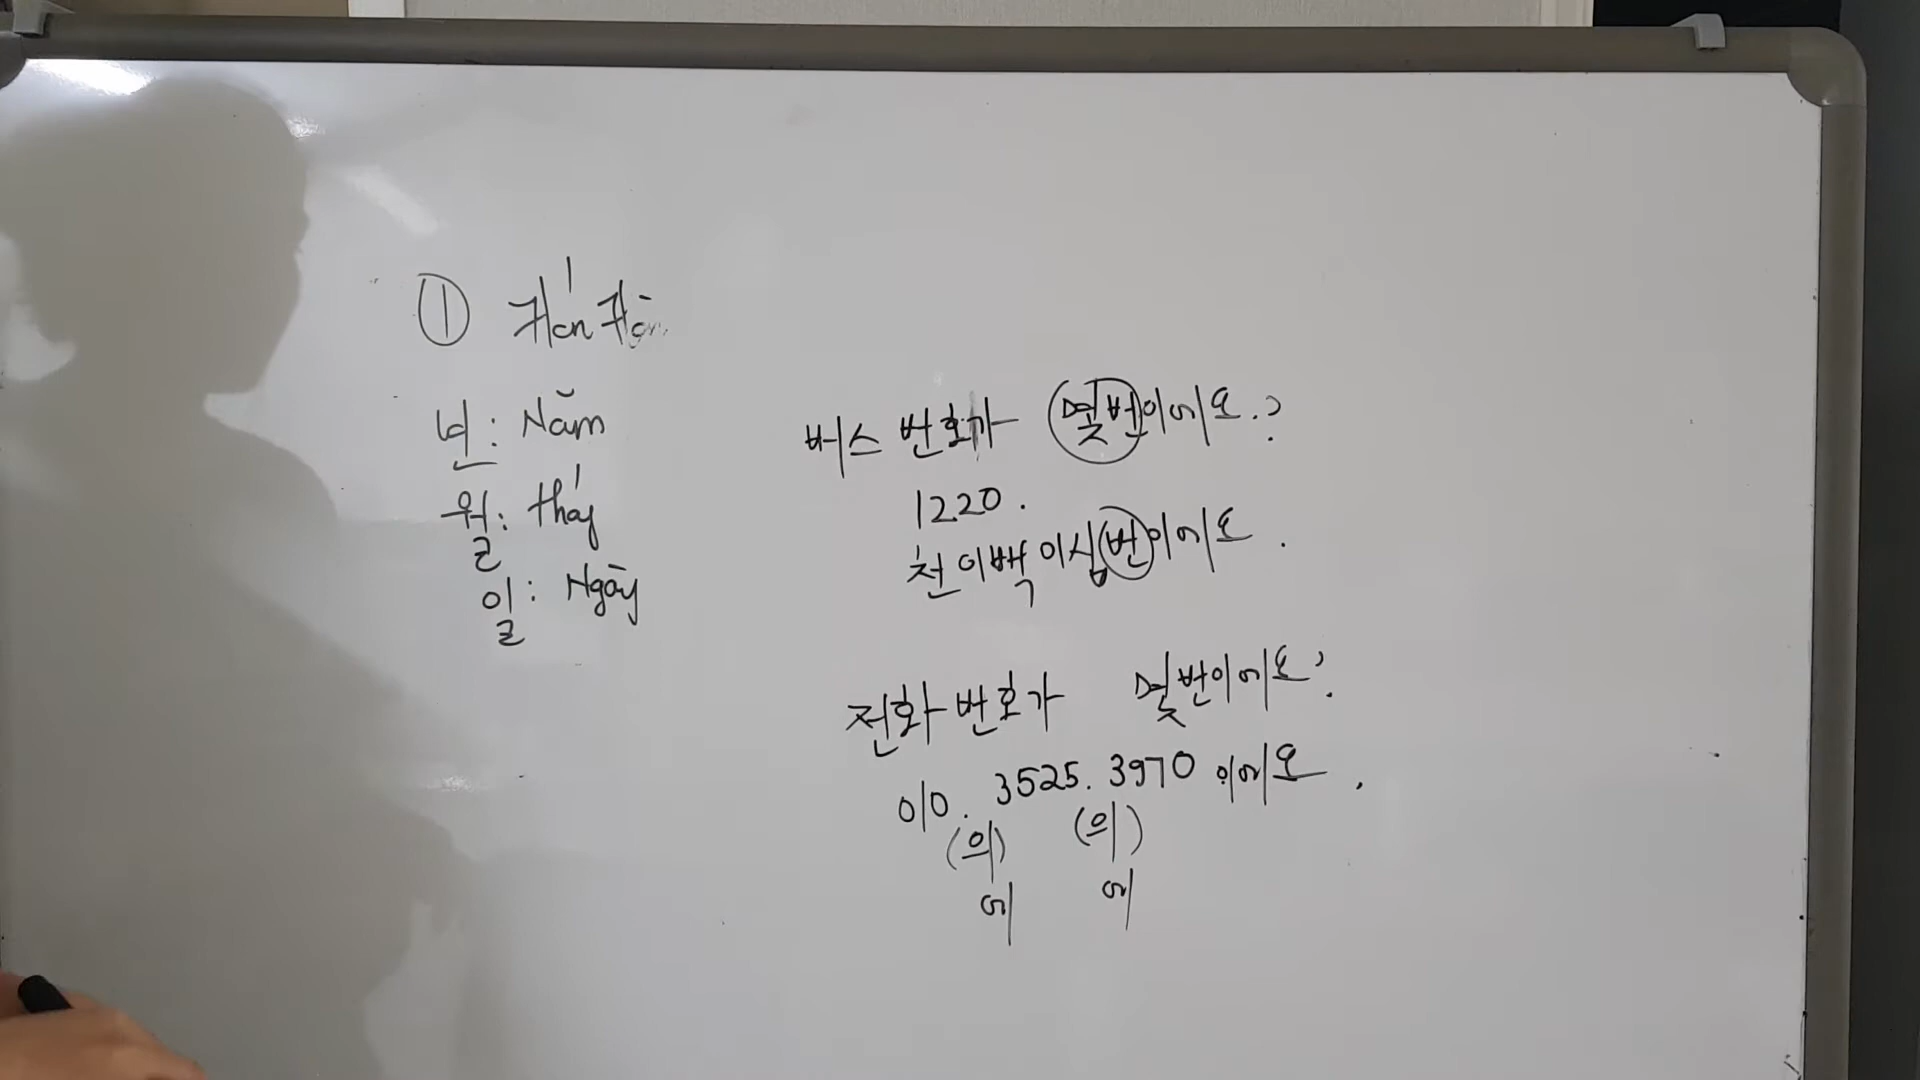 ① Hán Hàn
년: Năm
월: tháy
일: Ngày
버스 번호가 몇번이에요?
1220.
천이백이십번이에요.
전화번호가 몇번이에요?
010. 3525. 3970 이에요.
(의) (의)
에 에